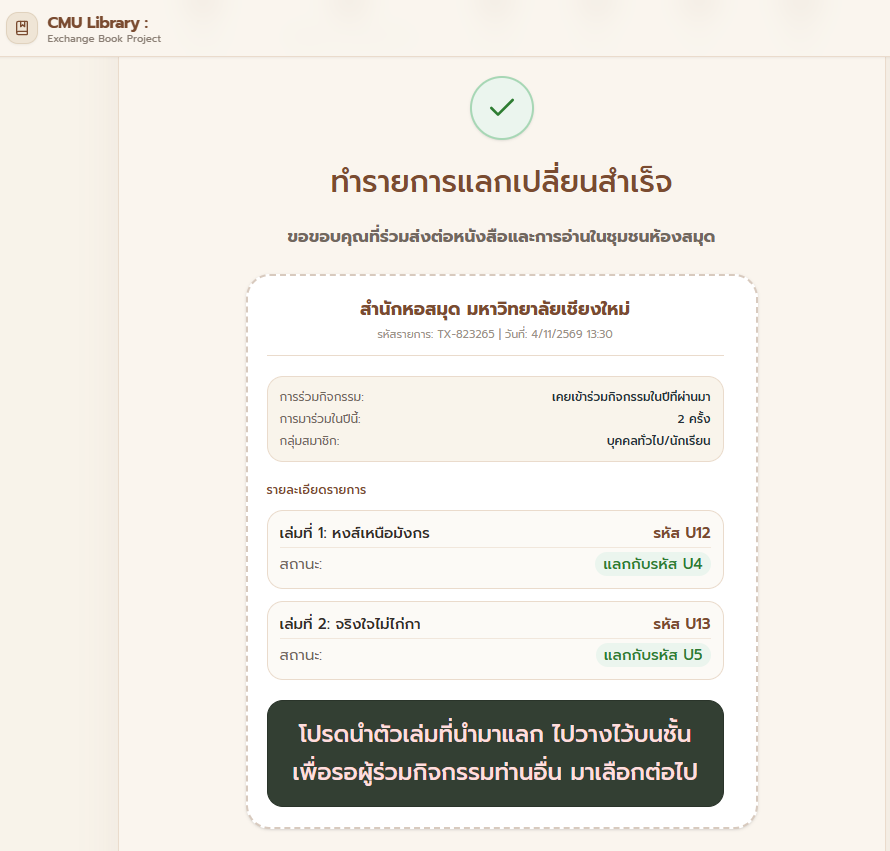 CMU Library :
Exchange Book Project
ทำรายการแลกเปลี่ยนสำเร็จ
ขอขอบคุณที่ร่วมส่งต่อหนังสือและการอ่านในชุมชนห้องสมุด
สำนักหอสมุด มหาวิทยาลัยเชียงใหม่
รหัสรายการ: TX-823265 | วันที่: 4/11/2569 13:30
การร่วมกิจกรรม: เคยเข้าร่วมกิจกรรมในปีที่ผ่านมา
การมาร่วมในปีนี้: 2 ครั้ง
กลุ่มสมาชิก: บุคคลทั่วไป/นักเรียน
รายละเอียดรายการ
เล่มที่ 1: หงส์เหนือมังกร รหัส U12
สถานะ: แลกกับรหัส U4
เล่มที่ 2: จริงใจไม่ไก่กา รหัส U13
สถานะ: แลกกับรหัส U5
โปรดนำตัวเล่มที่นำมาแลก ไปวางไว้บนชั้น
เพื่อรอผู้ร่วมกิจกรรมท่านอื่น มาเลือกต่อไป